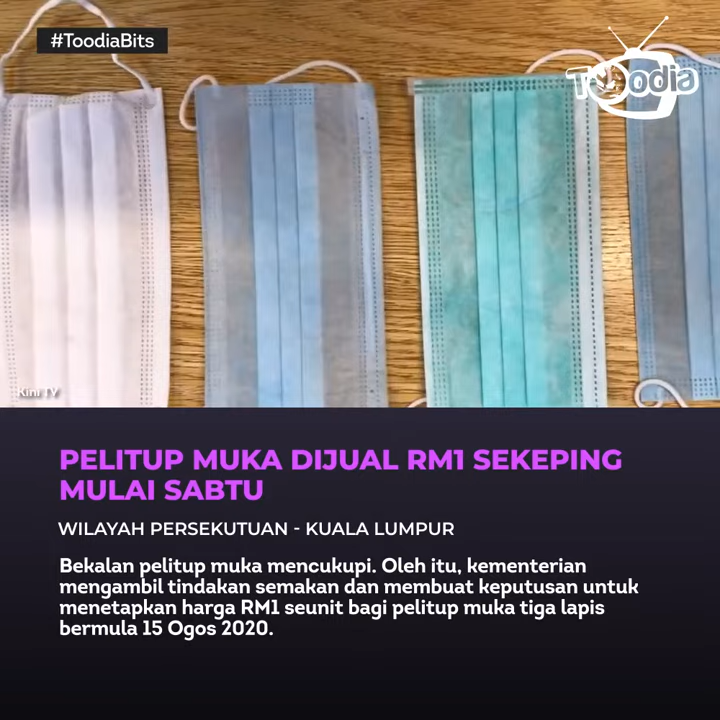 #ToodiaBits
Toodia
Kini TV
PELITUP MUKA DIJUAL RM1 SEKEPING
MULAI SABTU
WILAYAH PERSEKUTUAN - KUALA LUMPUR
Bekalan pelitup muka mencukupi. Oleh itu, kementerian
mengambil tindakan semakan dan membuat keputusan untuk
menetapkan harga RM1 seunit bagi pelitup muka tiga lapis
bermula 15 Ogos 2020.